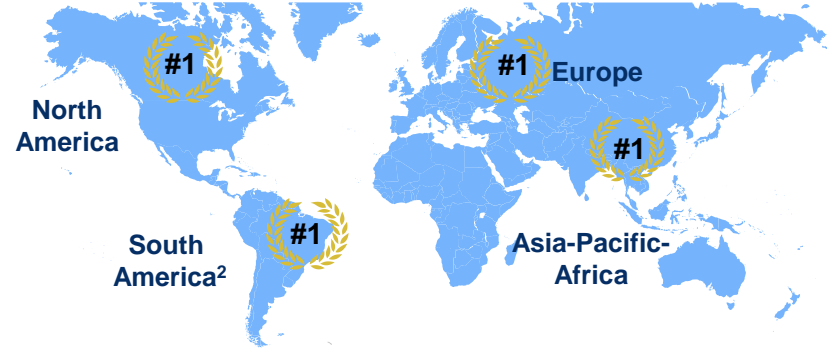 #1
#1
Europe
North
America
#1
#1
South
America²
Asia-Pacific-
Africa